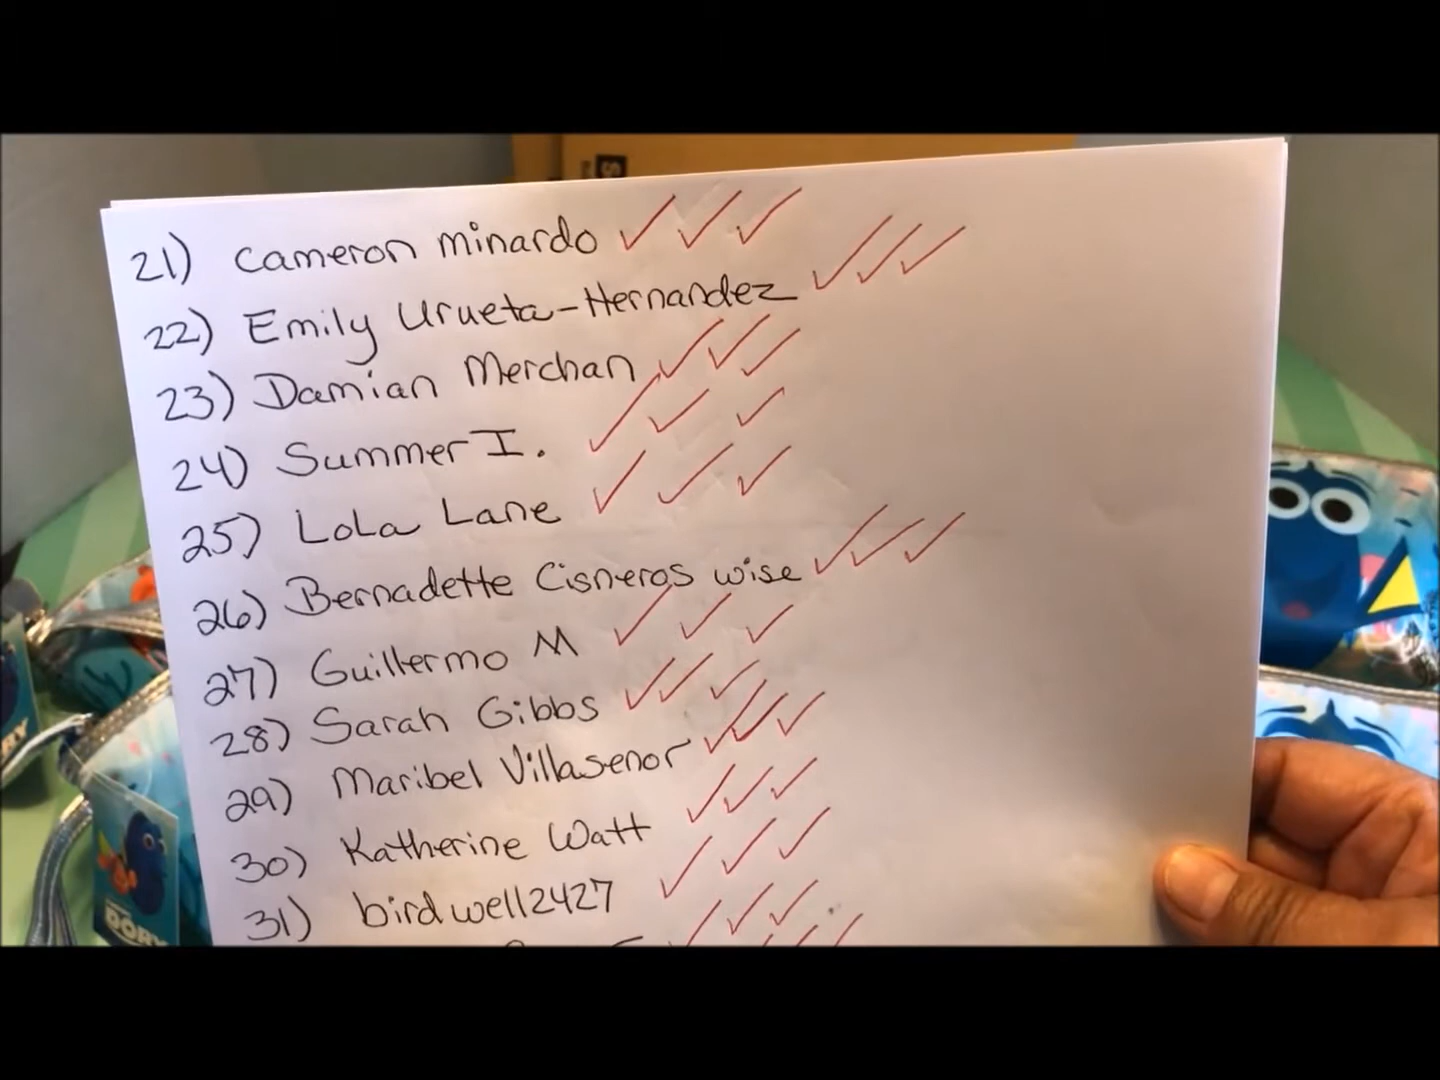 21) Cameron Minardo ✓ ✓ ✓
22) Emily Urueta-Hernandez ✓ ✓ ✓
23) Damian Merchan ✓ ✓ ✓
24) Summer I. ✓ ✓ ✓
25) LoLa Lane ✓ ✓ ✓
26) Bernadette Cisneros wise ✓ ✓ ✓
27) Guillermo M ✓ ✓ ✓
28) Sarah Gibbs ✓ ✓ ✓
29) Maribel Villasenor ✓ ✓ ✓
30) Katherine Watt ✓ ✓ ✓
31) birdwell2427 ✓ ✓ ✓
DORY